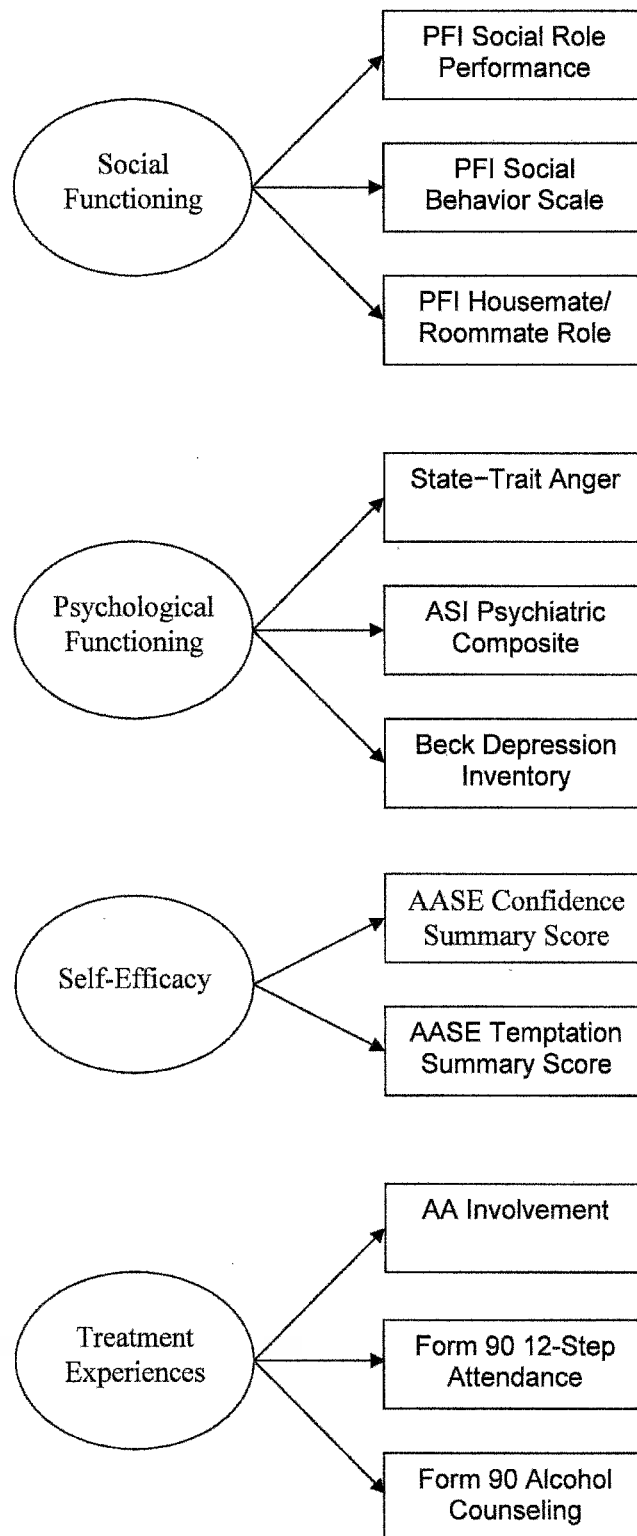 PFI Social Role
Performance
Social
Functioning
PFI Social
Behavior Scale
PFI Housemate/
Roommate Role
State−Trait Anger
Psychological
Functioning
ASI Psychiatric
Composite
Beck Depression
Inventory
AASE Confidence
Summary Score
Self-Efficacy
AASE Temptation
Summary Score
AA Involvement
Treatment
Experiences
Form 90 12-Step
Attendance
Form 90 Alcohol
Counseling